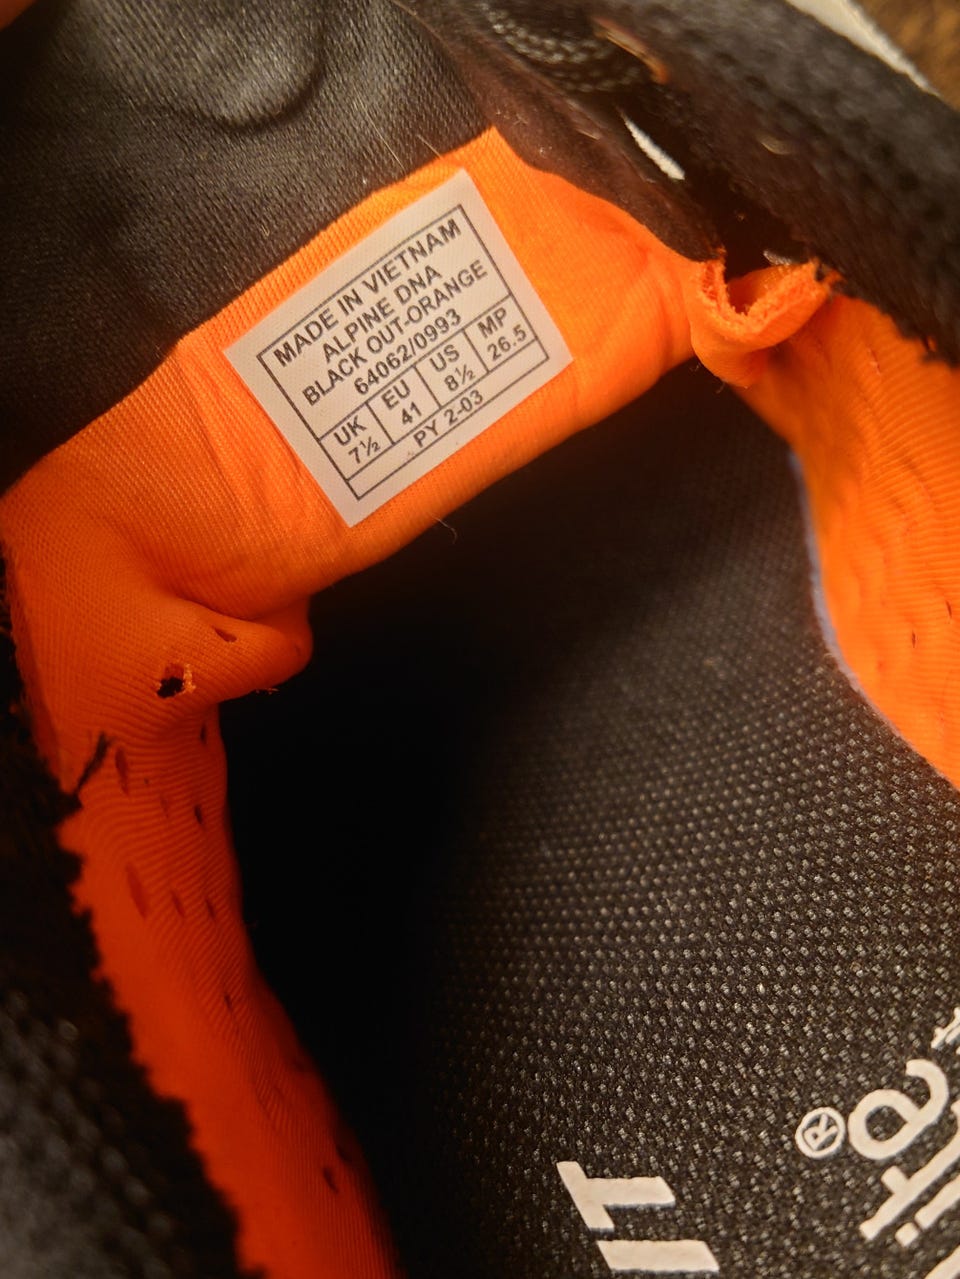 MADE IN VIETNAM
ALPINE DNA
BLACK OUT-ORANGE
64062/0993
UK EU US MP
7½ 41 8½ 26.5
PY 2-03
®